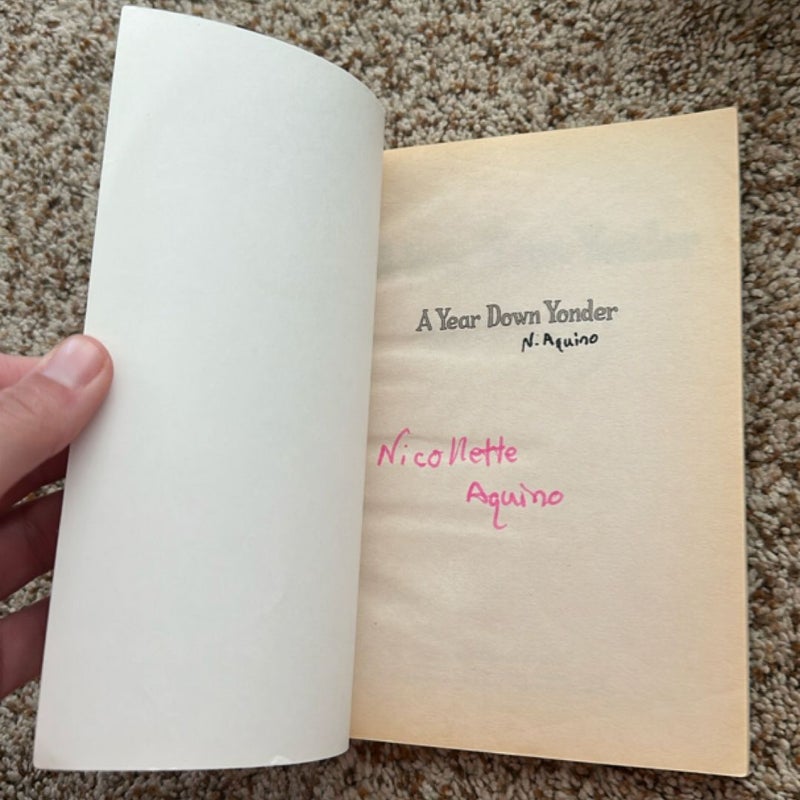 A Year Down Yonder
N. Aquino
Nicollette
Aquino